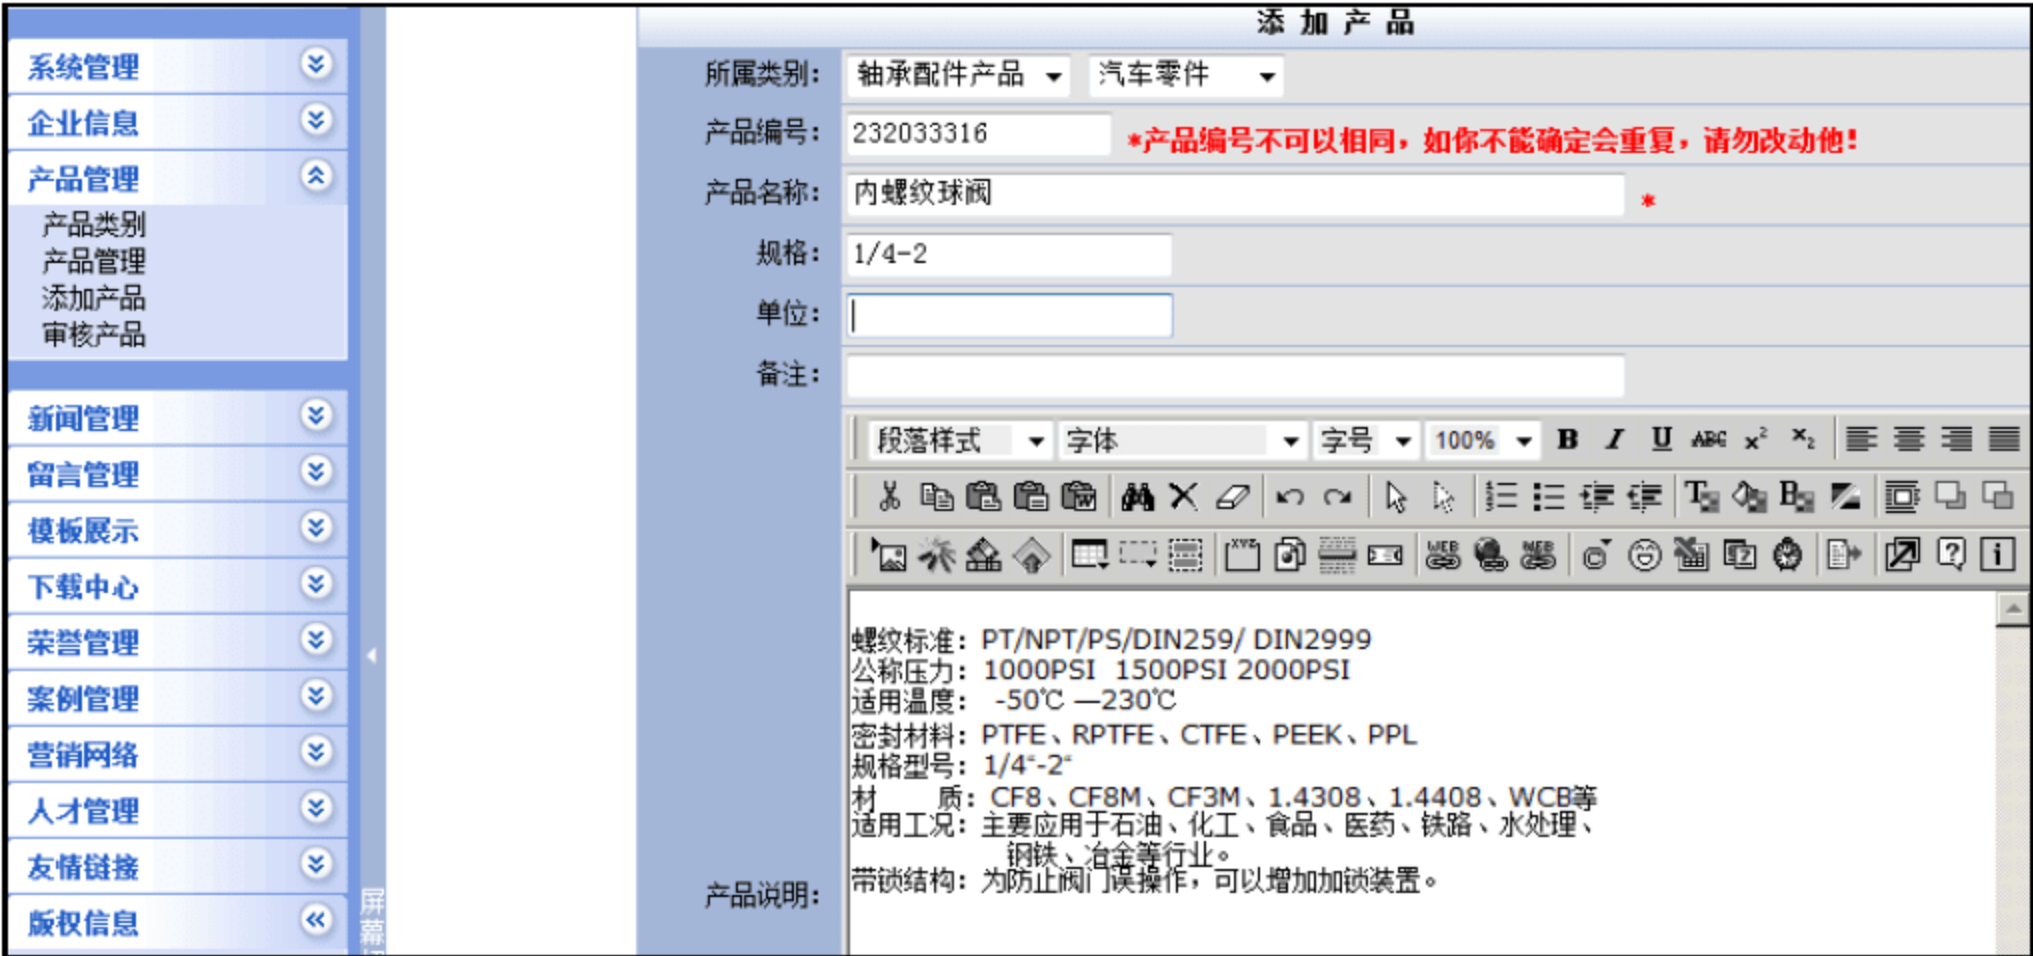 系统管理
企业信息
产品管理
产品类别
产品管理
添加产品
审核产品
新闻管理
留言管理
模板展示
下载中心
荣誉管理
案例管理
营销网络
人才管理
友情链接
版权信息
屏幕
添 加 产 品
所属类别： 轴承配件产品 汽车零件
产品编号： 232033316 *产品编号不可以相同，如你不能确定会重复，请勿改动他！
产品名称： 内螺纹球阀 *
规格： 1/4-2
单位：
备注：
段落样式 字体 字号 100% B I U ABC x² x₂
产品说明：
螺纹标准：PT/NPT/PS/DIN259/ DIN2999
公称压力：1000PSI 1500PSI 2000PSI
适用温度： -50℃ —230℃
密封材料：PTFE、RPTFE、CTFE、PEEK、PPL
规格型号：1/4“-2“
材 质：CF8、CF8M、CF3M、1.4308、1.4408、WCB等
适用工况：主要应用于石油、化工、食品、医药、铁路、水处理、
钢铁、冶金等行业。
带锁结构：为防止阀门误操作，可以增加加锁装置。